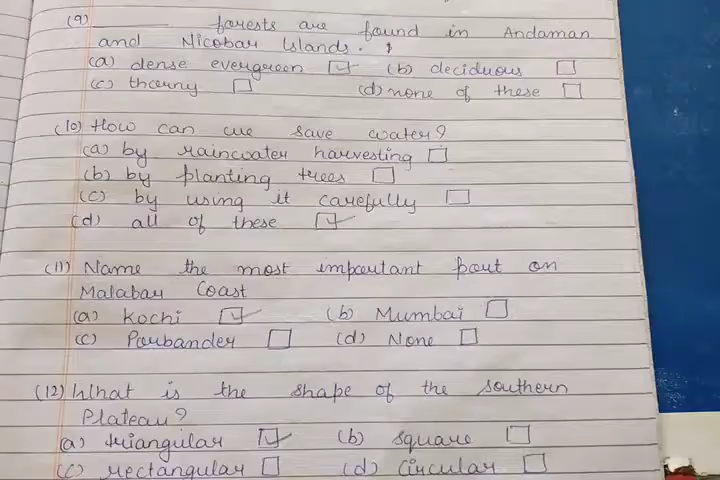 (9) ________ forests are found in Andaman
and Nicobar Islands.
(a) dense evergreen ☑ (b) deciduous ☐
(c) thorny ☐ (d) none of these ☐
(10) How can we save water?
(a) by rainwater harvesting ☐
(b) by planting trees ☐
(c) by using it carefully ☐
(d) all of these ☑
(11) Name the most important port on
Malabar Coast
(a) Kochi ☑ (b) Mumbai ☐
(c) Porbander ☐ (d) None ☐
(12) What is the shape of the southern
Plateau?
(a) triangular ☑ (b) square ☐
(c) rectangular ☐ (d) Circular ☐